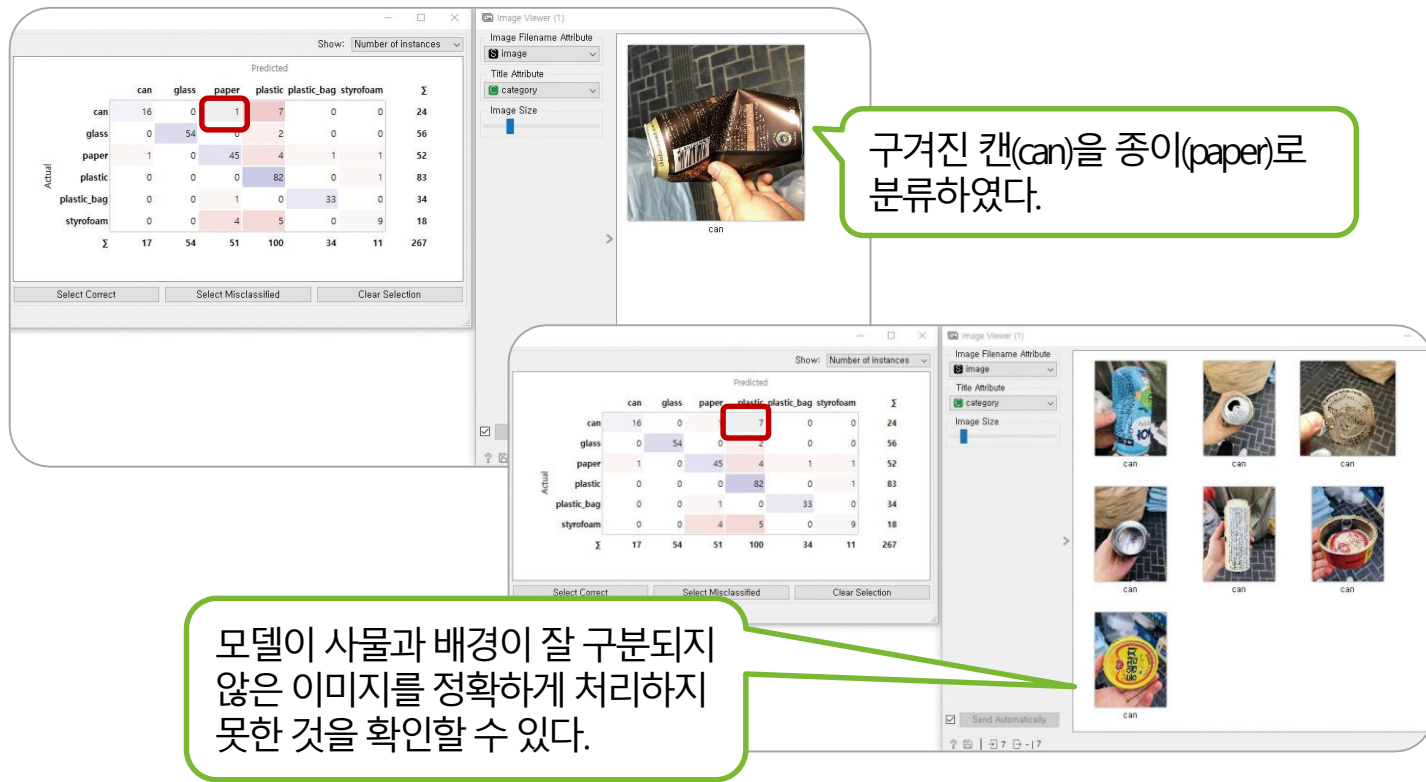 Show: Number of instances
Predicted
can glass paper plastic plastic_bag styrofoam Σ
can 16 0 1 7 0 0 24
glass 0 54 0 2 0 0 56
paper 1 0 45 4 1 1 52
plastic 0 0 0 82 0 1 83
plastic_bag 0 0 1 0 33 0 34
styrofoam 0 0 4 5 0 9 18
Σ 17 54 51 100 34 11 267
Actual
Select Correct Select Misclassified Clear Selection
Image Viewer (1)
Image Filename Attribute
S image
Title Attribute
C category
Image Size
can
구겨진 캔(can)을 종이(paper)로
분류하였다.
Show: Number of instances
Predicted
can glass paper plastic plastic_bag styrofoam Σ
can 16 0 7 0 0 24
glass 0 54 0 2 0 0 56
paper 1 0 45 4 1 1 52
plastic 0 0 0 82 0 1 83
plastic_bag 0 0 1 0 33 0 34
styrofoam 0 0 4 5 0 9 18
Σ 17 54 51 100 34 11 267
Actual
Select Correct Select Misclassified Clear Selection
Image Viewer (1)
Image Filename Attribute
S image
Title Attribute
C category
Image Size
can can can
can can can
can
Send Automatically
? 7 - | 7
모델이 사물과 배경이 잘 구분되지
않은 이미지를 정확하게 처리하지
못한 것을 확인할 수 있다.